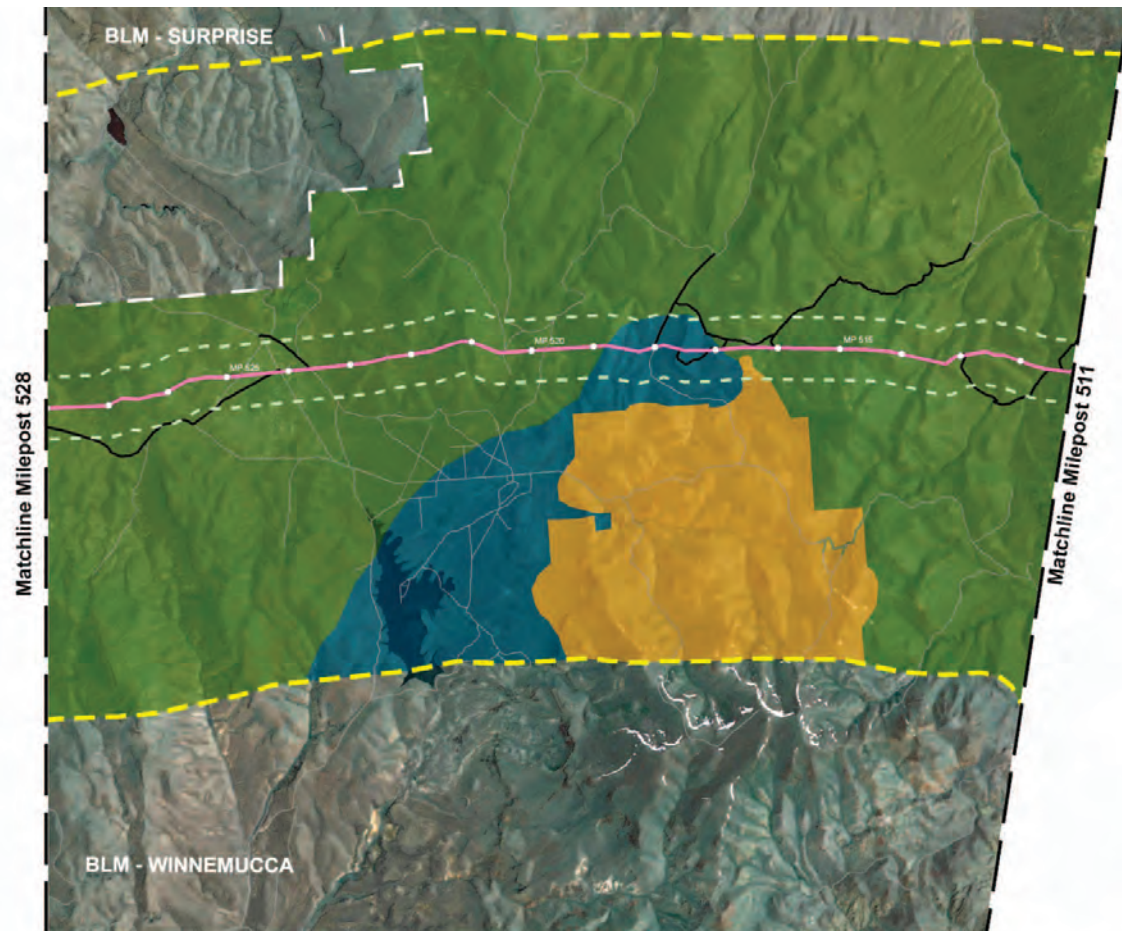 BLM - SURPRISE
MP 520
MP 515
MP 525
Matchline Milepost 528
Matchline Milepost 511
BLM - WINNEMUCCA